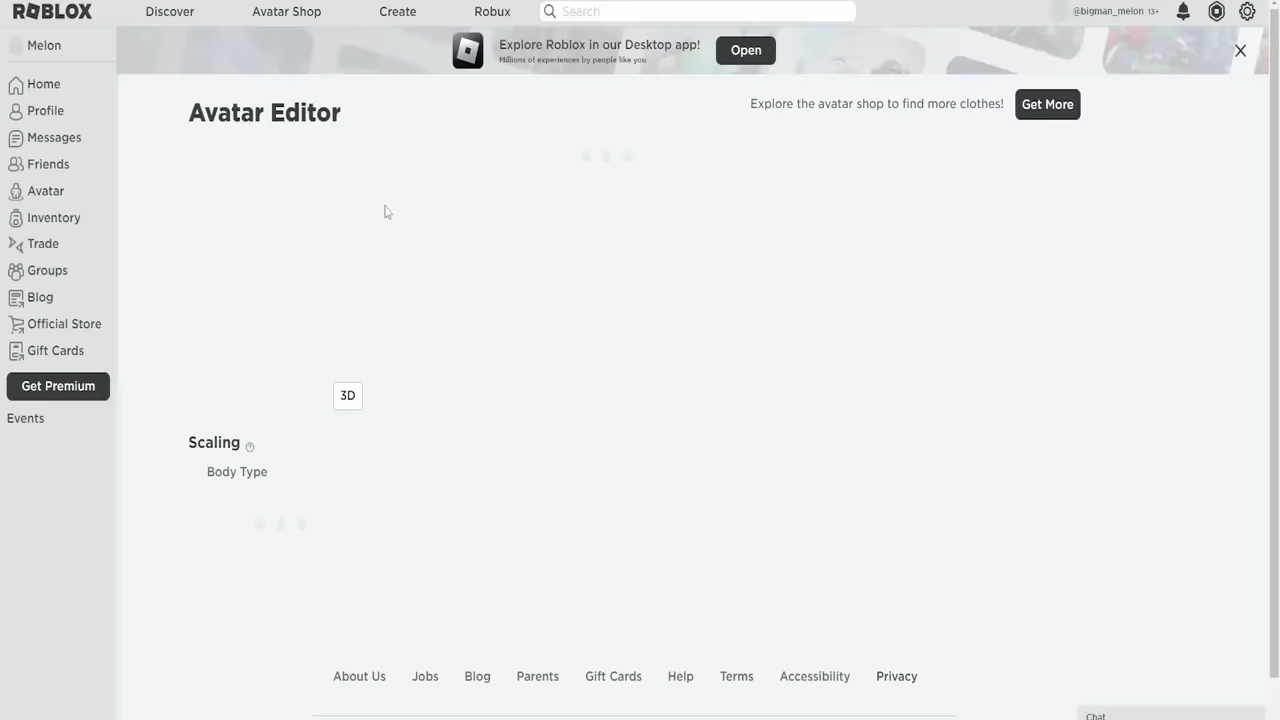 ROBLOX
Discover
Avatar Shop
Create
Robux
Search
@bigman_melon 13+
Melon
Explore Roblox in our Desktop app!
Millions of experiences by people like you
Open
Home
Profile
Messages
Friends
Avatar
Inventory
Trade
Groups
Blog
Official Store
Gift Cards
Get Premium
Events
Avatar Editor
Explore the avatar shop to find more clothes!
Get More
3D
Scaling
Body Type
About Us
Jobs
Blog
Parents
Gift Cards
Help
Terms
Accessibility
Privacy
Chat